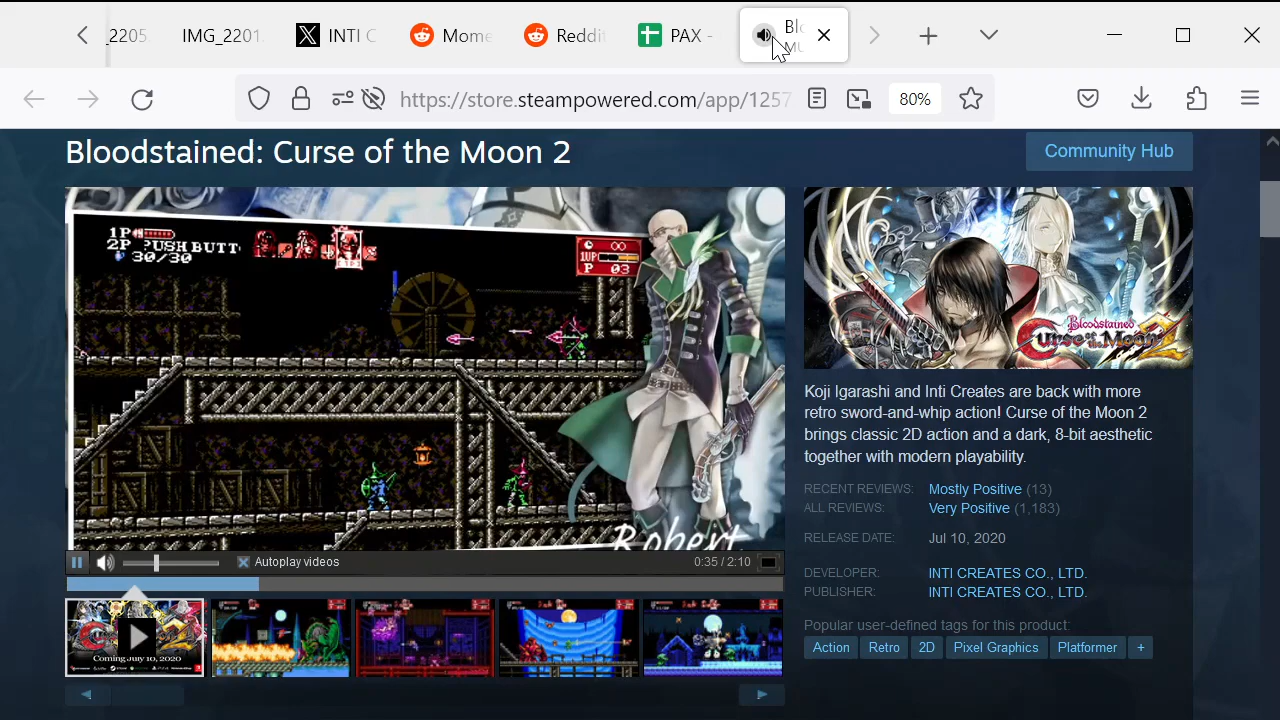 _2205
IMG_2201.
INTI C
Mome
Reddit
PAX -
Blo
MU
https://store.steampowered.com/app/1257
80%
Bloodstained: Curse of the Moon 2
Community Hub
1P
2P PUSH BUTT
30/30
1UP
P 03
Robert
Bloodstained
Curse of the Moon 2
Koji Igarashi and Inti Creates are back with more
retro sword-and-whip action! Curse of the Moon 2
brings classic 2D action and a dark, 8-bit aesthetic
together with modern playability.
RECENT REVIEWS: Mostly Positive (13)
ALL REVIEWS: Very Positive (1,183)
RELEASE DATE: Jul 10, 2020
DEVELOPER: INTI CREATES CO., LTD.
PUBLISHER: INTI CREATES CO., LTD.
Popular user-defined tags for this product:
Action Retro 2D Pixel Graphics Platformer +
Autoplay videos
0:35 / 2:10
Coming July 10, 2020